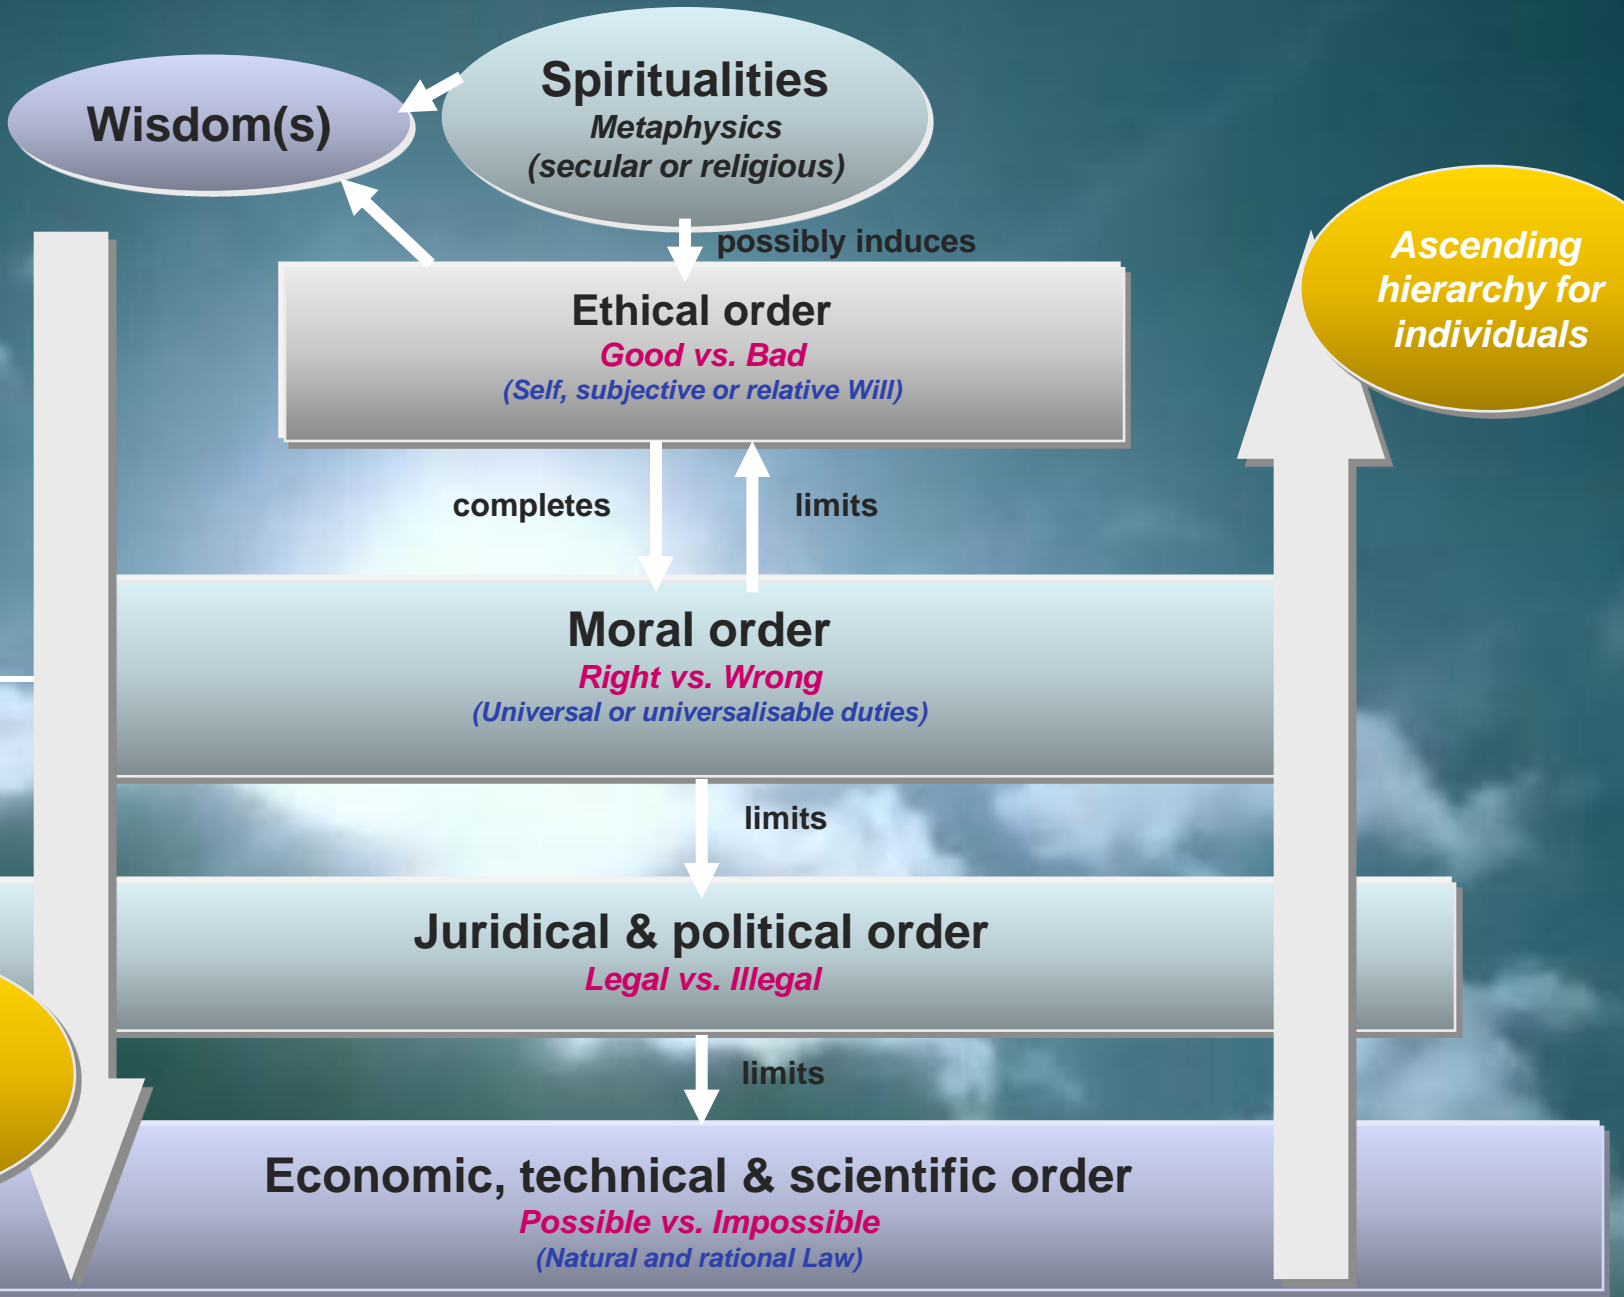 Wisdom(s)
Spiritualities
Metaphysics
(secular or religious)
possibly induces
Ascending
hierarchy for
individuals
Ethical order
Good vs. Bad
(Self, subjective or relative Will)
completes
limits
Moral order
Right vs. Wrong
(Universal or universalisable duties)
limits
Juridical & political order
Legal vs. Illegal
limits
Economic, technical & scientific order
Possible vs. Impossible
(Natural and rational Law)